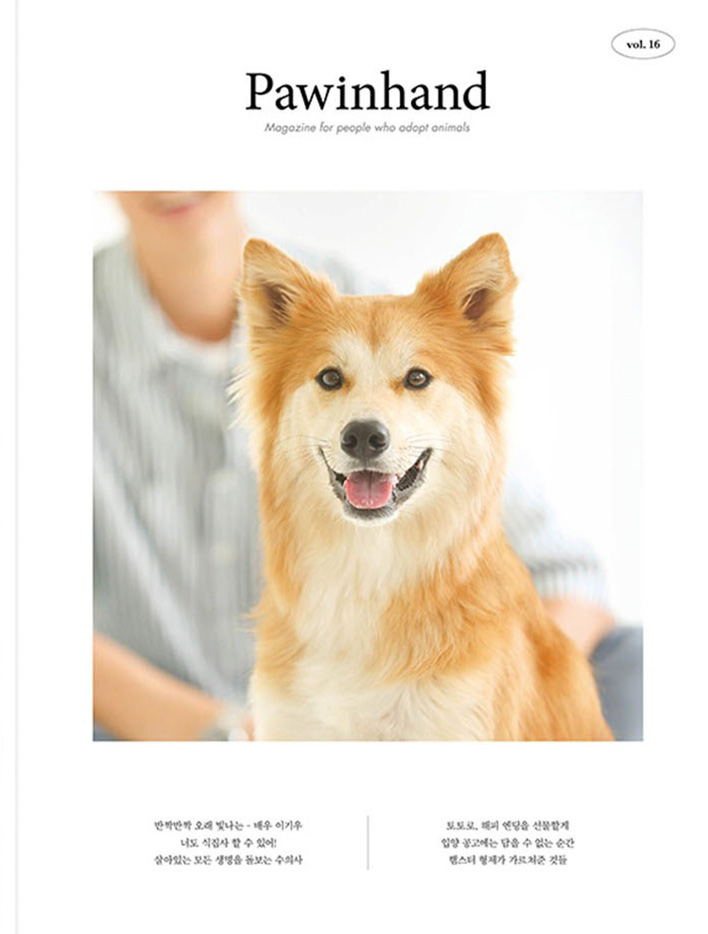 vol. 16
Pawinhand
Magazine for people who adopt animals
반짝반짝 오래 빛나는 - 배우 이기우
너도 식집사 할 수 있어!
살아있는 모든 생명을 돌보는 수의사
토토로, 해피 엔딩을 선물할게
입양 공고에는 담을 수 없는 순간
햄스터 형제가 가르쳐준 것들